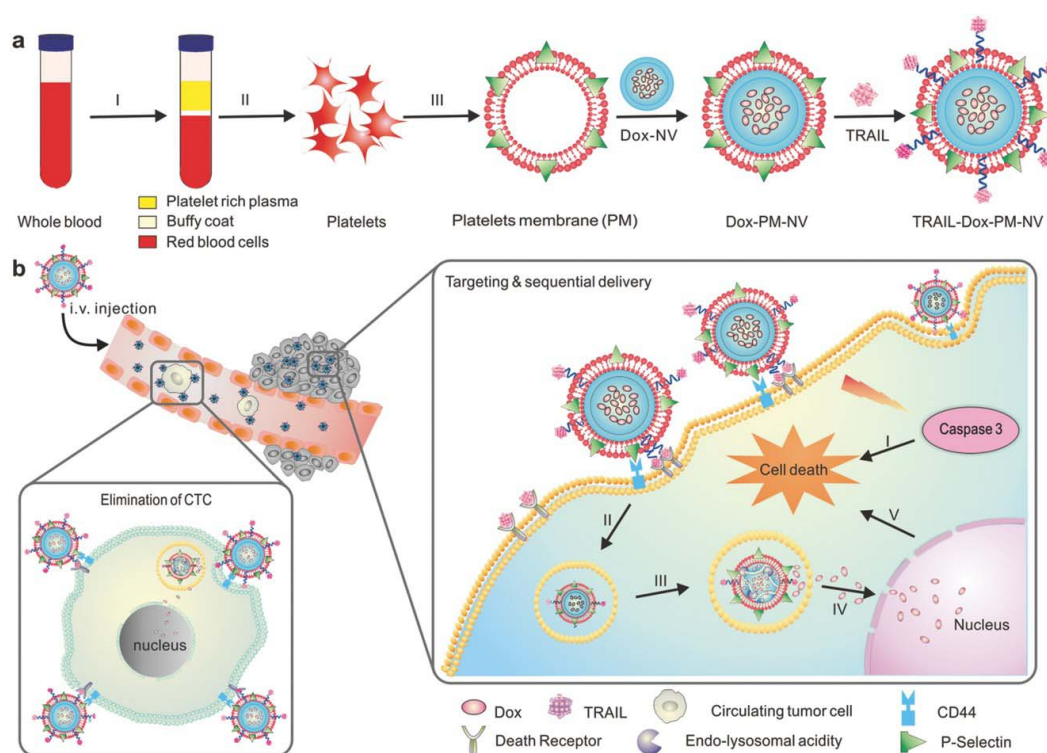 a
I
II
III
Dox-NV
TRAIL
Whole blood
Platelet rich plasma
Buffy coat
Red blood cells
Platelets
Platelets membrane (PM)
Dox-PM-NV
TRAIL-Dox-PM-NV
b
i.v. injection
Targeting & sequential delivery
Caspase 3
I
Cell death
II
V
III
IV
Nucleus
Elimination of CTC
nucleus
Dox
TRAIL
Circulating tumor cell
CD44
Death Receptor
Endo-lysosomal acidity
P-Selectin